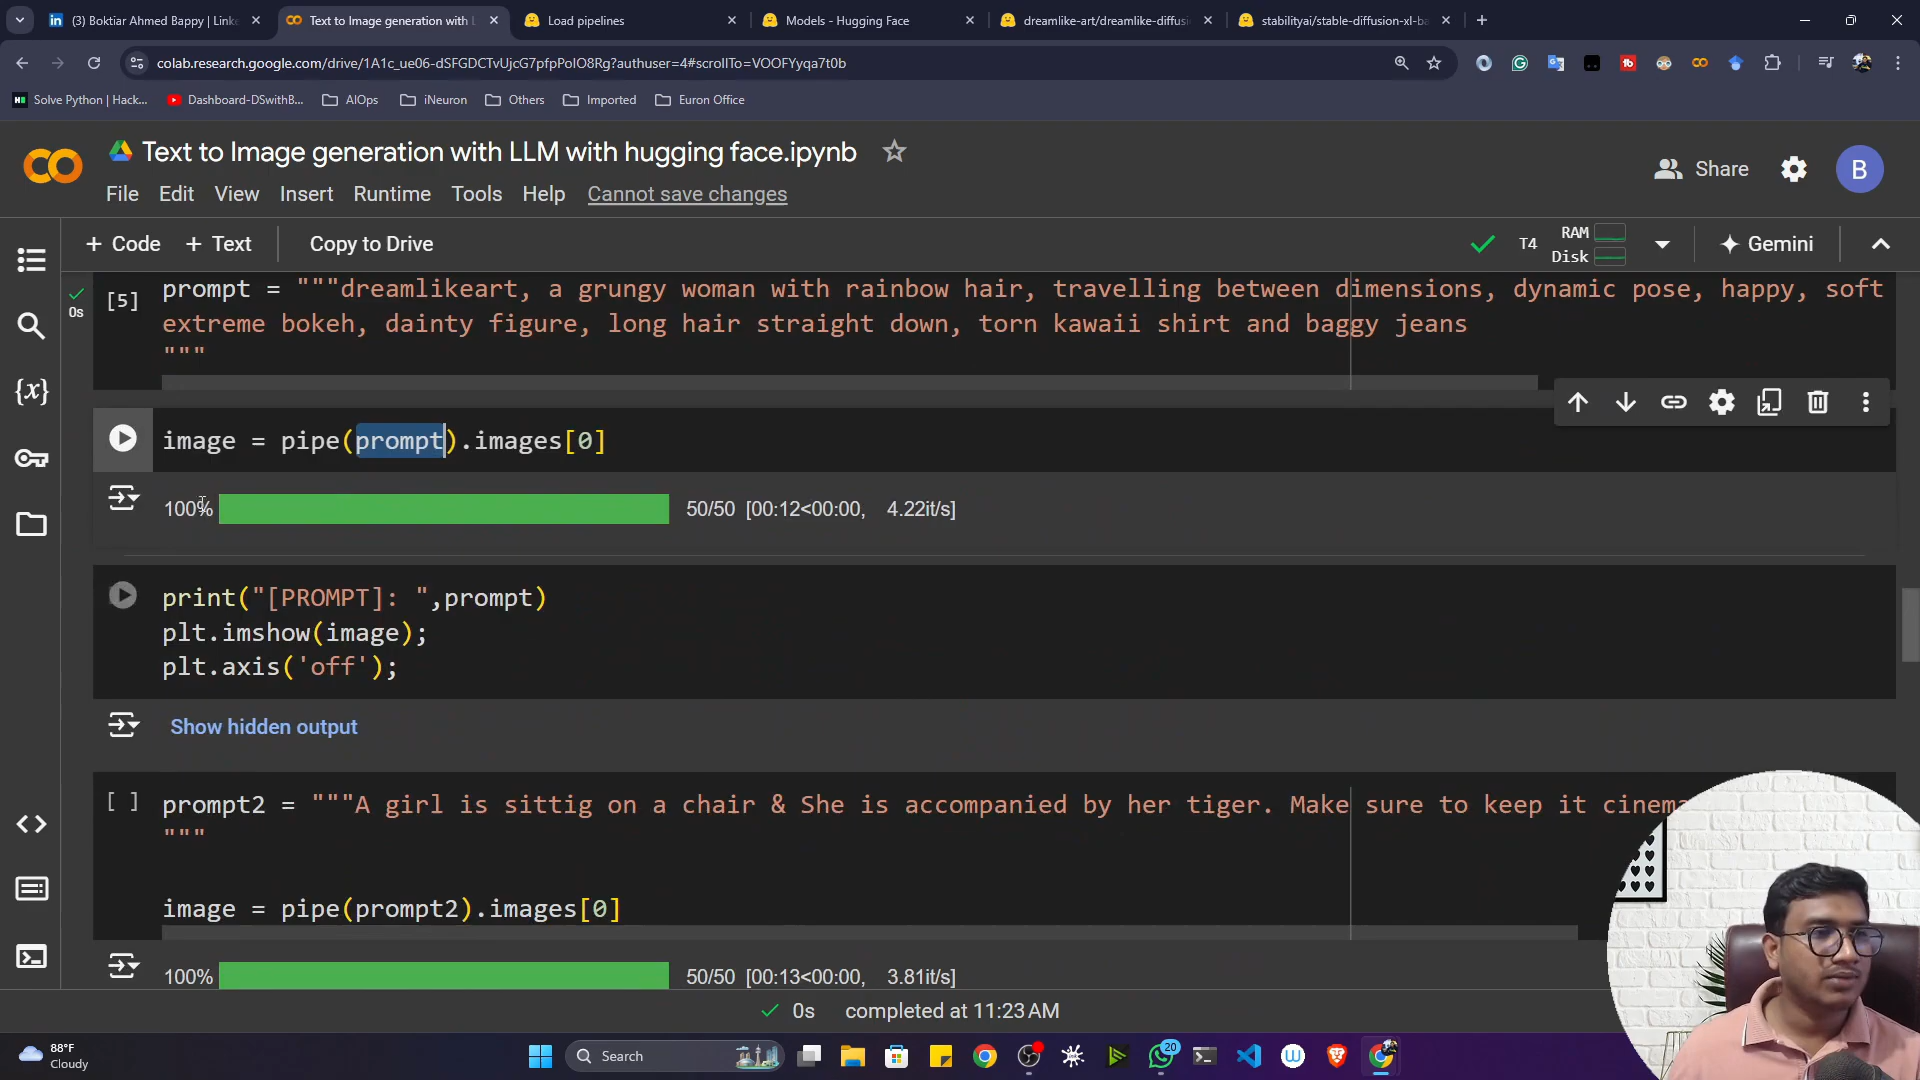 (3) Boktiar Ahmed Bappy | Linke
Text to Image generation with L
Load pipelines
Models - Hugging Face
dreamlike-art/dreamlike-diffusi
stabilityai/stable-diffusion-xl-ba
colab.research.google.com/drive/1A1c_ue06-dSFGDCTvUjcG7pfpPoIO8Rg?authuser=4#scrollTo=VOOFYyqa7t0b
Solve Python | Hack...
Dashboard-DSwithB...
AIOps
iNeuron
Others
Imported
Euron Office
Text to Image generation with LLM with hugging face.ipynb
Share
B
File Edit View Insert Runtime Tools Help Cannot save changes
+ Code + Text Copy to Drive
T4
RAM
Disk
Gemini
[5]
0s
prompt = """dreamlikeart, a grungy woman with rainbow hair, travelling between dimensions, dynamic pose, happy, soft
extreme bokeh, dainty figure, long hair straight down, torn kawaii shirt and baggy jeans
"""
image = pipe(prompt).images[0]
100% 50/50 [00:12<00:00, 4.22it/s]
print("[PROMPT]: ",prompt)
plt.imshow(image);
plt.axis('off');
Show hidden output
[ ] prompt2 = """A girl is sittig on a chair & She is accompanied by her tiger. Make sure to keep it cinema
"""
image = pipe(prompt2).images[0]
100% 50/50 [00:13<00:00, 3.81it/s]
0s completed at 11:23 AM
88°F
Cloudy
Search
20